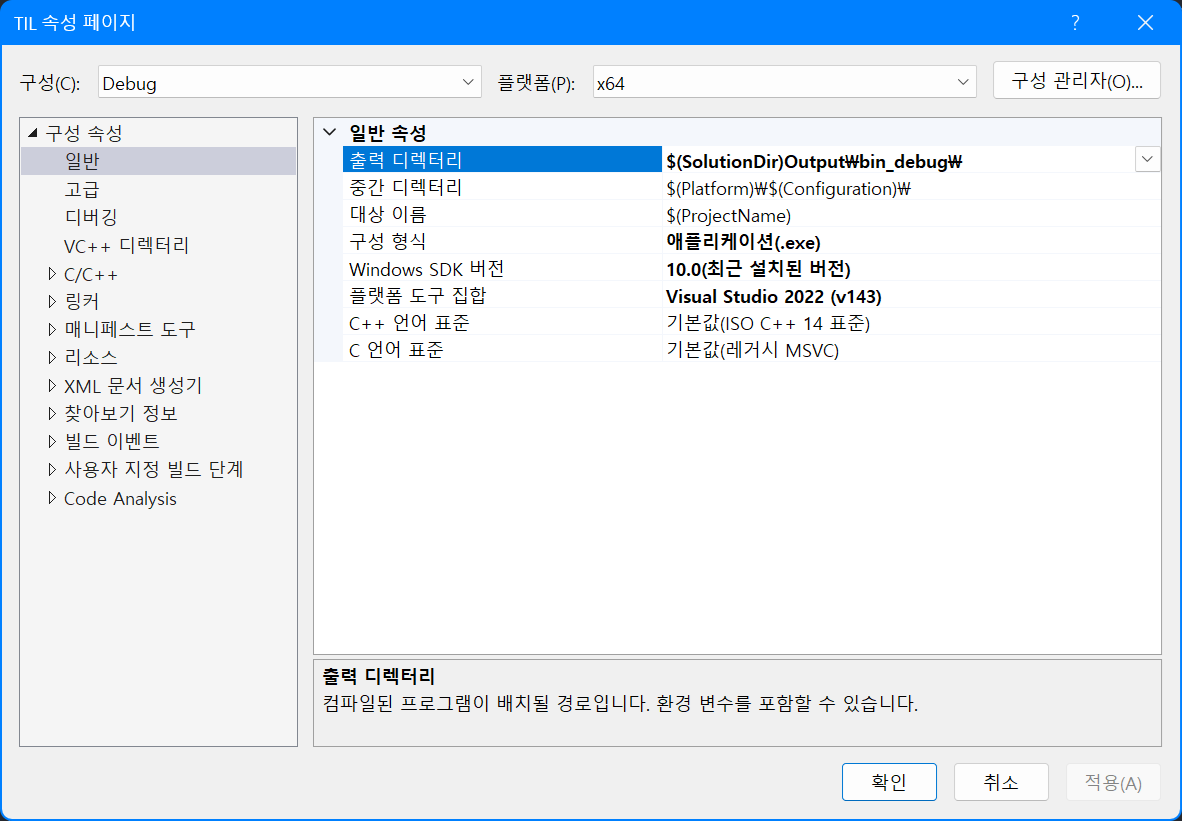 TIL 속성 페이지
구성(C): Debug 플랫폼(P): x64 구성 관리자(O)...
구성 속성
일반
고급
디버깅
VC++ 디렉터리
C/C++
링커
매니페스트 도구
리소스
XML 문서 생성기
찾아보기 정보
빌드 이벤트
사용자 지정 빌드 단계
Code Analysis
일반 속성
출력 디렉터리 $(SolutionDir)Output₩bin_debug₩
중간 디렉터리 $(Platform)₩$(Configuration)₩
대상 이름 $(ProjectName)
구성 형식 애플리케이션(.exe)
Windows SDK 버전 10.0(최근 설치된 버전)
플랫폼 도구 집합 Visual Studio 2022 (v143)
C++ 언어 표준 기본값(ISO C++ 14 표준)
C 언어 표준 기본값(레거시 MSVC)
출력 디렉터리
컴파일된 프로그램이 배치될 경로입니다. 환경 변수를 포함할 수 있습니다.
확인 취소 적용(A)